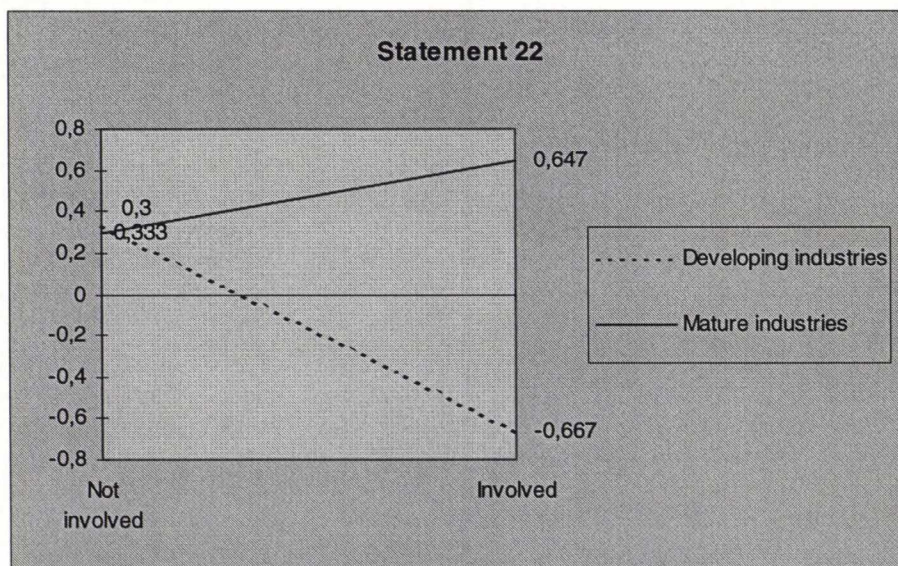 Statement 22
0,8
0,6
0,4
0,2
0
-0,2
-0,4
-0,6
-0,8
0,3
0,333
0,647
-0,667
Not
involved
Involved
Developing industries
Mature industries